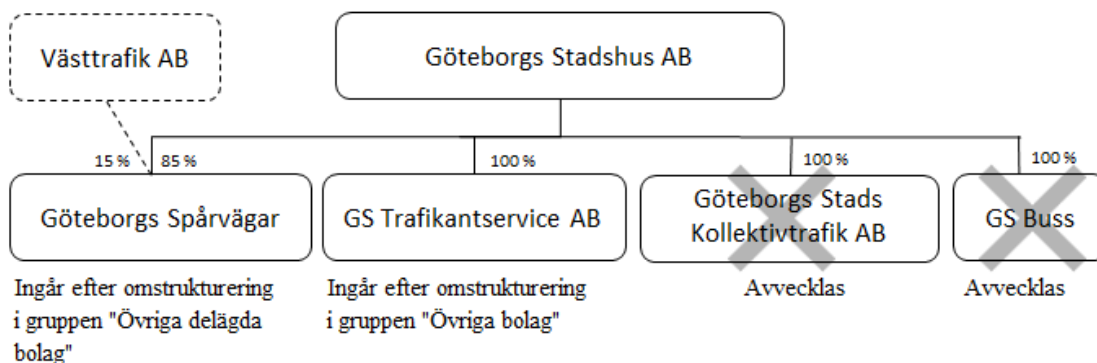 Västtrafik AB
Göteborgs Stadshus AB
15 %
85 %
100 %
100 %
100 %
Göteborgs Spårvägar
GS Trafikantservice AB
Göteborgs Stads
Kollektivtrafik AB
GS Buss
Ingår efter omstrukturering
i gruppen "Övriga delägda
bolag"
Ingår efter omstrukturering
i gruppen "Övriga bolag"
Avvecklas
Avvecklas